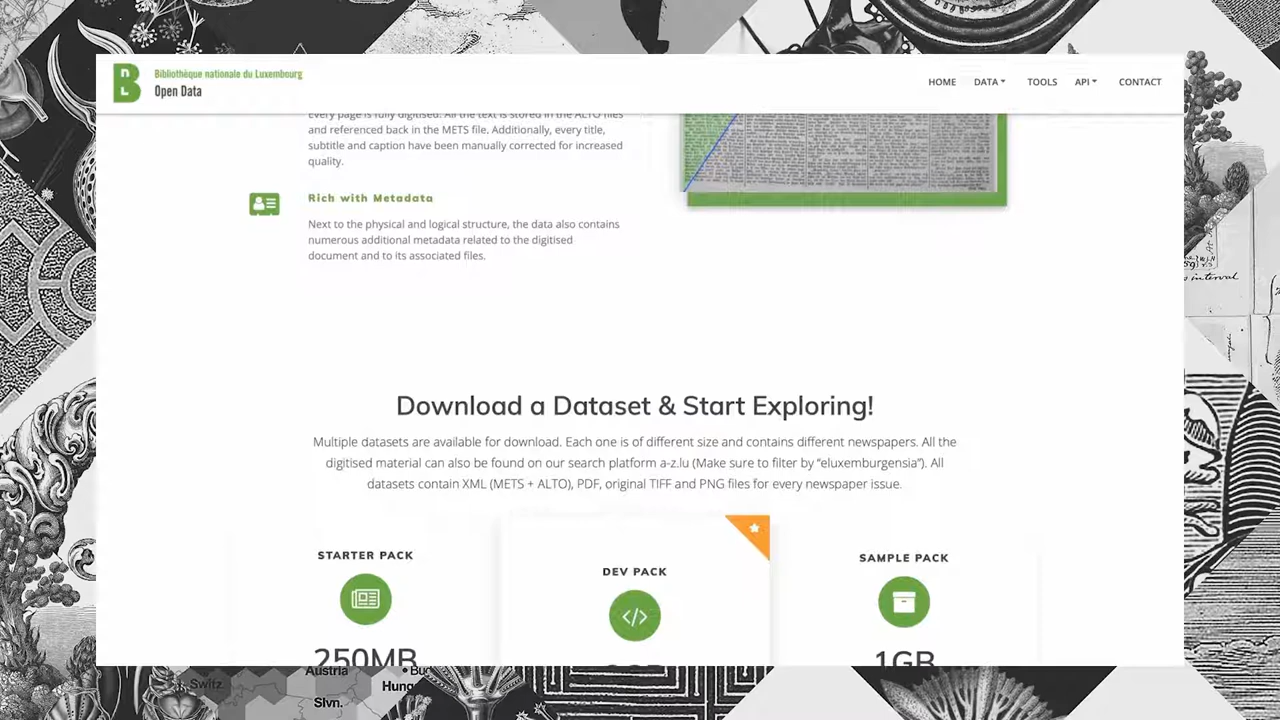 Bibliothèque nationale du Luxembourg
Open Data
HOME DATA TOOLS API CONTACT
Every page is fully digitised. All the text is stored in the ALTO files
and referenced back in the METS file. Additionally, every title,
subtitle and caption have been manually corrected for increased
quality.
Rich with Metadata
Next to the physical and logical structure, the data also contains
numerous additional metadata related to the digitised
document and to its associated files.
Download a Dataset & Start Exploring!
Multiple datasets are available for download. Each one is of different size and contains different newspapers. All the
digitised material can also be found on our search platform a-z.lu (Make sure to filter by “eluxemburgensia”). All
datasets contain XML (METS + ALTO), PDF, original TIFF and PNG files for every newspaper issue.
STARTER PACK
DEV PACK
SAMPLE PACK
250MB
1GB
interval
Austria
Switz.
Slvn.